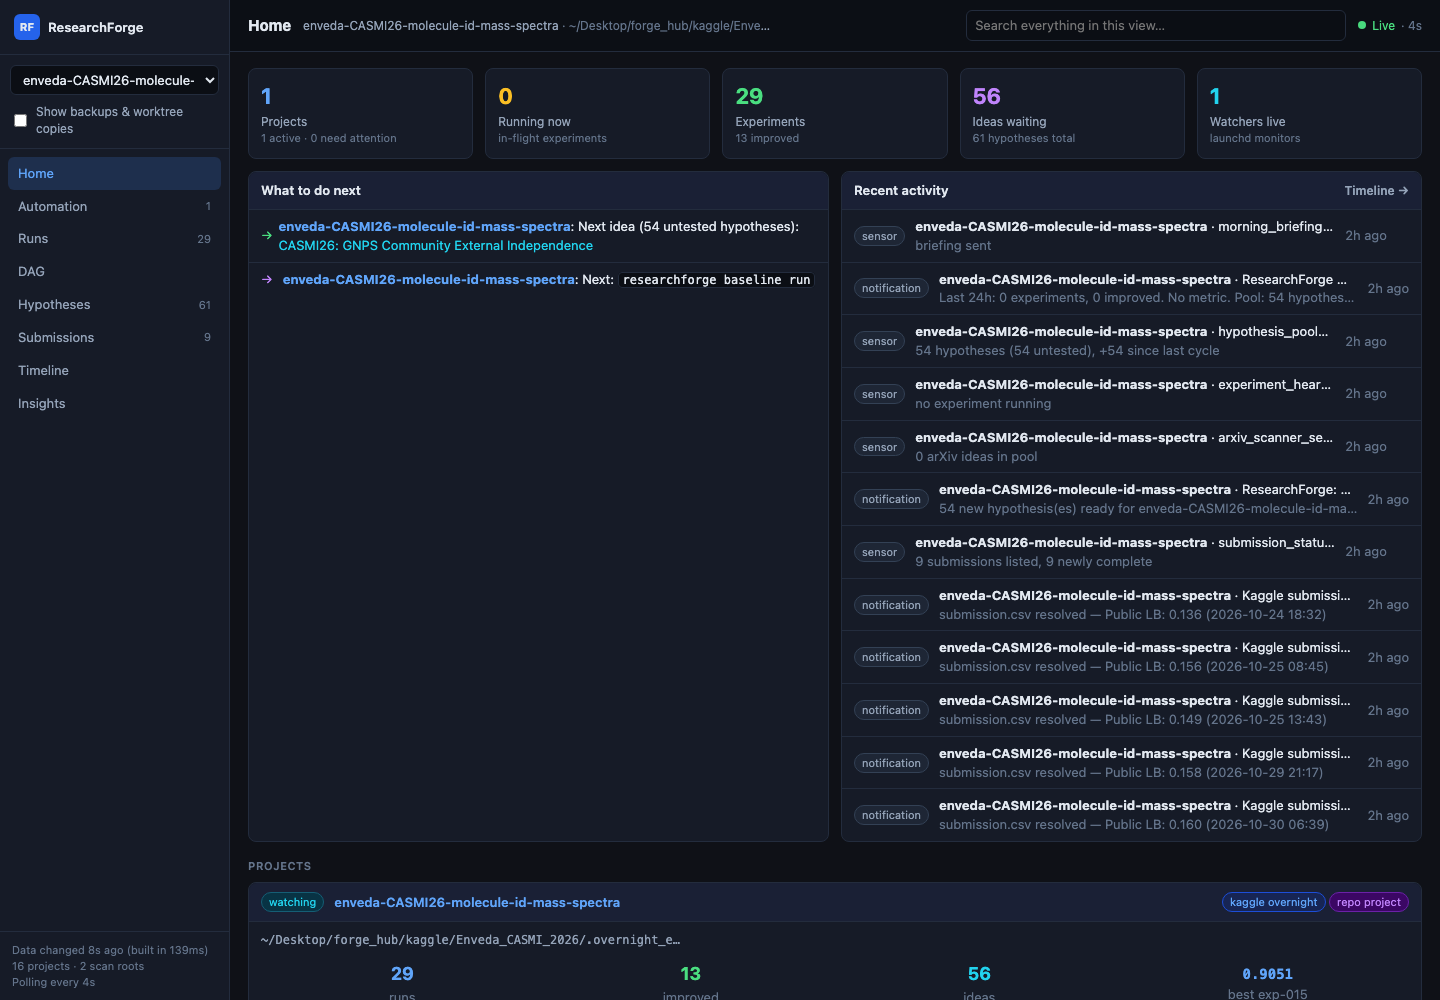 RF ResearchForge
enveda-CASMI26-molecule-
Show backups & worktree
copies
Home
Automation 1
Runs 29
DAG
Hypotheses 61
Submissions 9
Timeline
Insights
Data changed 8s ago (built in 139ms)
16 projects · 2 scan roots
Polling every 4s
Home enveda-CASMI26-molecule-id-mass-spectra · ~/Desktop/forge_hub/kaggle/Enve…
Search everything in this view…
Live · 4s
1
Projects
1 active · 0 need attention
0
Running now
in-flight experiments
29
Experiments
13 improved
56
Ideas waiting
61 hypotheses total
1
Watchers live
launchd monitors
What to do next
→ enveda-CASMI26-molecule-id-mass-spectra: Next idea (54 untested hypotheses):
CASMI26: GNPS Community External Independence
→ enveda-CASMI26-molecule-id-mass-spectra: Next: researchforge baseline run
Recent activity Timeline →
sensor enveda-CASMI26-molecule-id-mass-spectra · morning_briefing… 2h ago
briefing sent
notification enveda-CASMI26-molecule-id-mass-spectra · ResearchForge … 2h ago
Last 24h: 0 experiments, 0 improved. No metric. Pool: 54 hypothes…
sensor enveda-CASMI26-molecule-id-mass-spectra · hypothesis_pool… 2h ago
54 hypotheses (54 untested), +54 since last cycle
sensor enveda-CASMI26-molecule-id-mass-spectra · experiment_hear… 2h ago
no experiment running
sensor enveda-CASMI26-molecule-id-mass-spectra · arxiv_scanner_se… 2h ago
0 arXiv ideas in pool
notification enveda-CASMI26-molecule-id-mass-spectra · ResearchForge: … 2h ago
54 new hypothesis(es) ready for enveda-CASMI26-molecule-id-ma…
sensor enveda-CASMI26-molecule-id-mass-spectra · submission_statu… 2h ago
9 submissions listed, 9 newly complete
notification enveda-CASMI26-molecule-id-mass-spectra · Kaggle submissi… 2h ago
submission.csv resolved — Public LB: 0.136 (2026-10-24 18:32)
notification enveda-CASMI26-molecule-id-mass-spectra · Kaggle submissi… 2h ago
submission.csv resolved — Public LB: 0.156 (2026-10-25 08:45)
notification enveda-CASMI26-molecule-id-mass-spectra · Kaggle submissi… 2h ago
submission.csv resolved — Public LB: 0.149 (2026-10-25 13:43)
notification enveda-CASMI26-molecule-id-mass-spectra · Kaggle submissi… 2h ago
submission.csv resolved — Public LB: 0.158 (2026-10-29 21:17)
notification enveda-CASMI26-molecule-id-mass-spectra · Kaggle submissi… 2h ago
submission.csv resolved — Public LB: 0.160 (2026-10-30 06:39)
PROJECTS
watching enveda-CASMI26-molecule-id-mass-spectra kaggle overnight repo project
~/Desktop/forge_hub/kaggle/Enveda_CASMI_2026/.overnight_e…
29 13 56 0.9051
runs improved ideas best exp-015